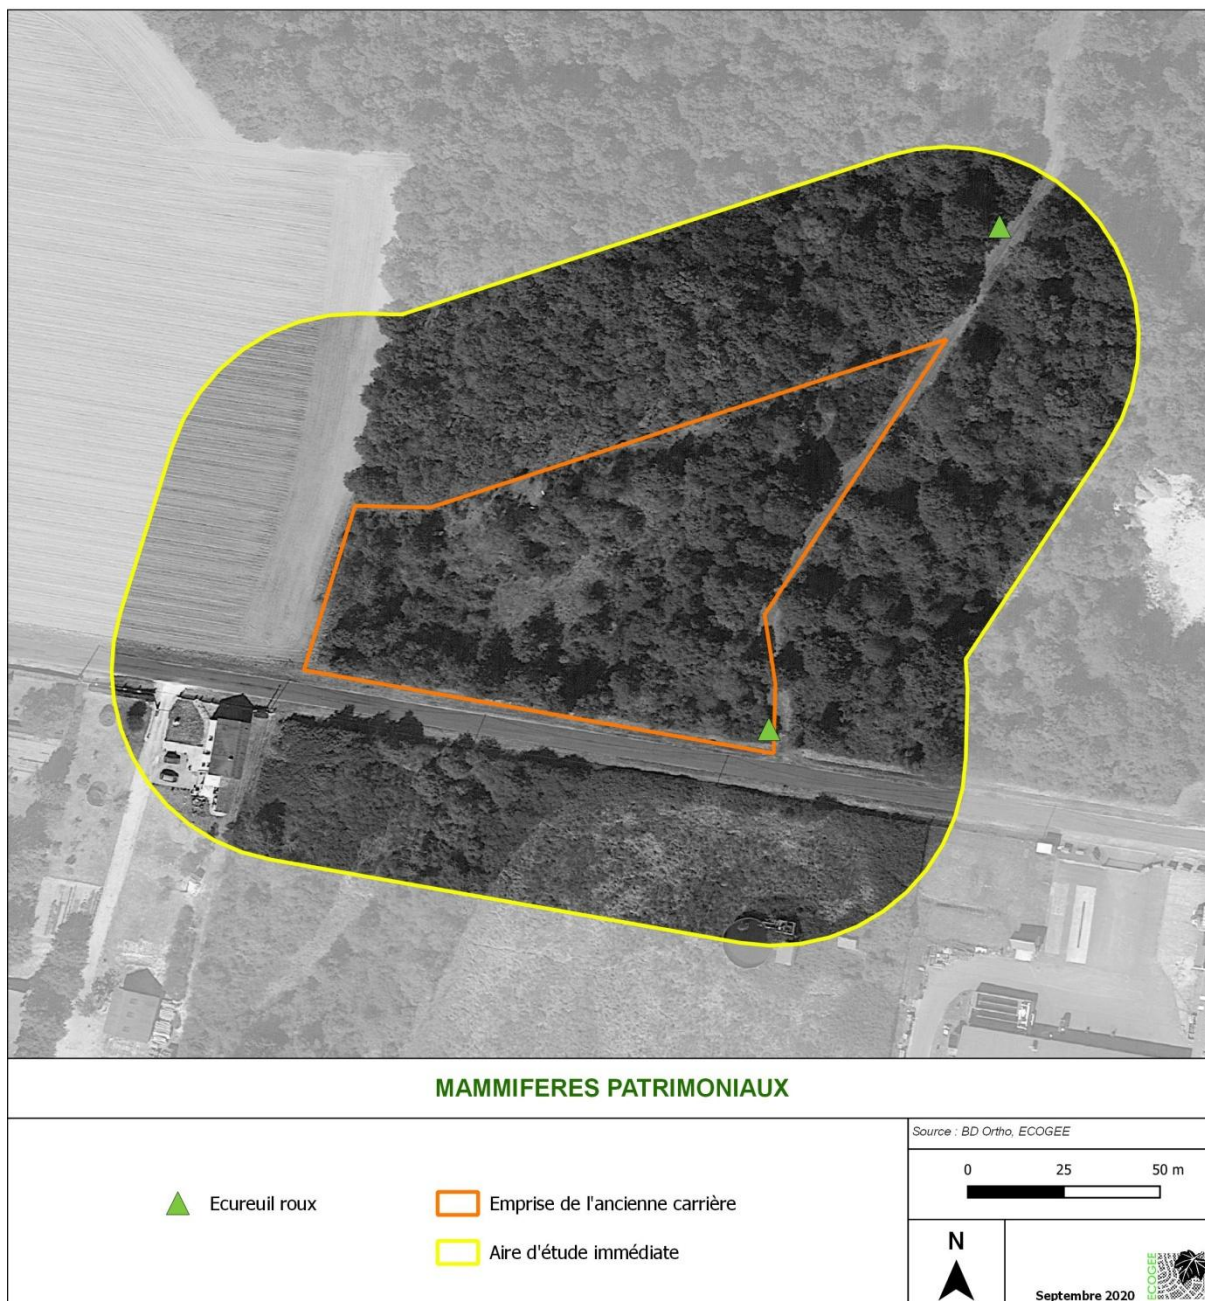 MAMMIFERES PATRIMONIAUX
Ecureuil roux
Emprise de l'ancienne carrière
Aire d'étude immédiate
Source : BD Ortho, ECOGEE
0 25 50 m
N
Septembre 2020
ECOGEE